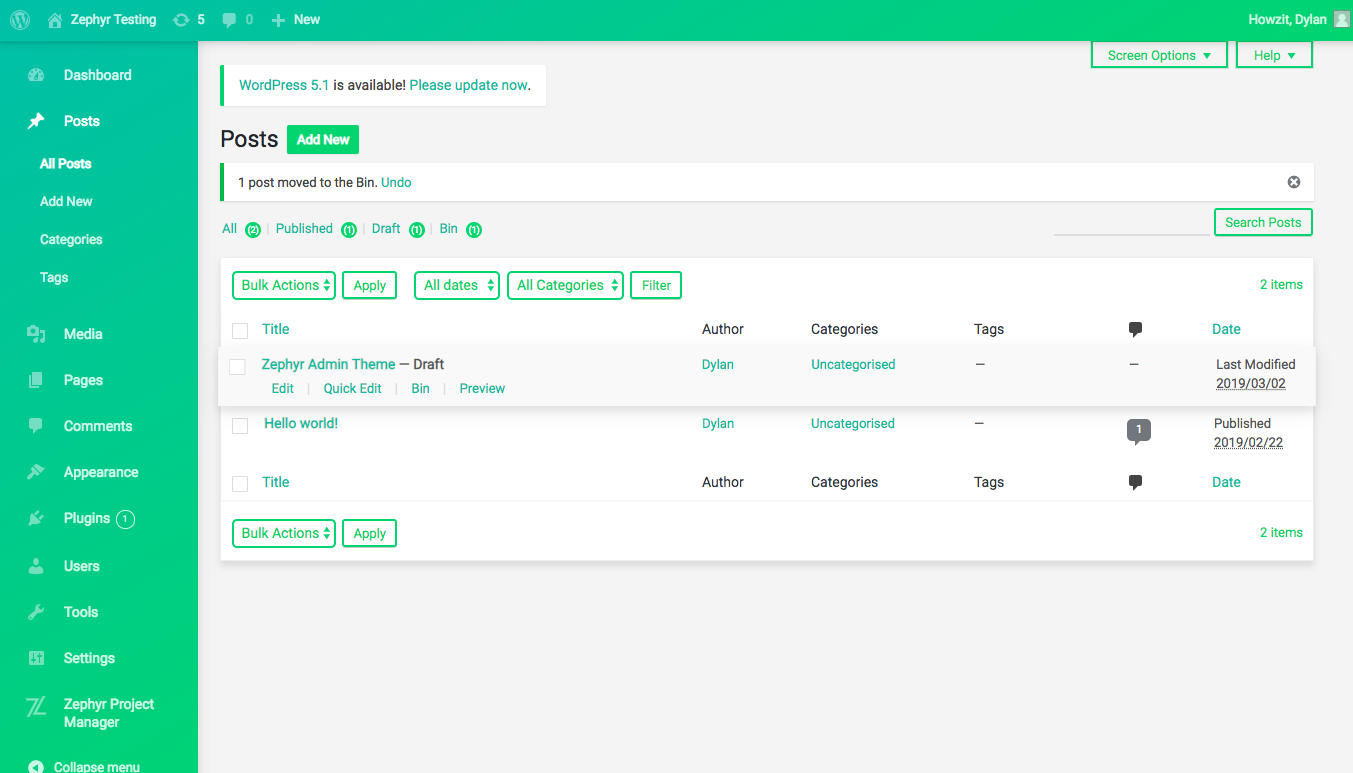 Zephyr Testing 5 0 New Howzit, Dylan
Screen Options Help
Dashboard
Posts
All Posts
Add New
Categories
Tags
Media
Pages
Comments
Appearance
Plugins 1
Users
Tools
Settings
Zephyr Project
Manager
Collapse menu
WordPress 5.1 is available! Please update now.
Posts Add New
1 post moved to the Bin. Undo
All (2) | Published (1) | Draft (1) | Bin (1)
Search Posts
Bulk Actions Apply All dates All Categories Filter 2 items
Title Author Categories Tags Date
Zephyr Admin Theme — Draft Dylan Uncategorised — — Last Modified
Edit | Quick Edit | Bin | Preview 2019/03/02
Hello world! Dylan Uncategorised — 1 Published
2019/02/22
Title Author Categories Tags Date
Bulk Actions Apply 2 items